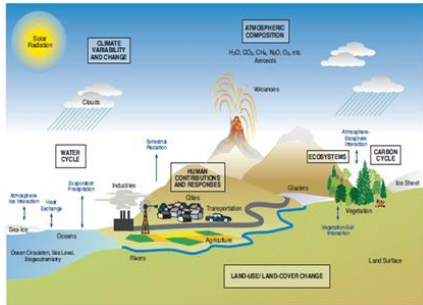 Solar
Radiation
CLIMATE
VARIABILITY
AND CHANGE
ATMOSPHERIC
COMPOSITION
H₂O, CO₂, CH₄, N₂O, O₃, etc.
Aerosols
Clouds
Volcanoes
WATER
CYCLE
Terrestrial
Radiation
HUMAN
CONTRIBUTIONS
AND RESPONSES
Atmosphere-
Biosphere
Interaction
ECOSYSTEMS
CARBON
CYCLE
Atmosphere-
Ice Interaction
Heat
Exchange
Evaporation
Precipitation
Industries
Cities
Transportation
Glaciers
Ice Sheet
Vegetation
Sea-Ice
Oceans
Agriculture
Vegetation-Soil
Interaction
Ocean Circulation, Sea Level,
Biogeochemistry
Rivers
Land Surface
LAND-USE/ LAND-COVER CHANGE